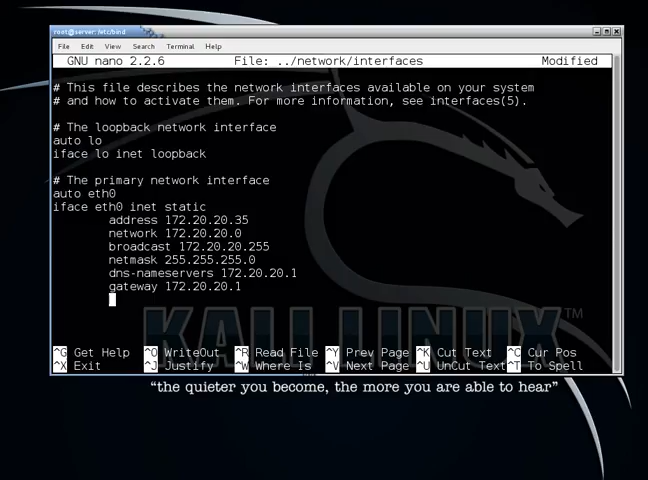 root@server: /etc/bind
File Edit View Search Terminal Help
GNU nano 2.2.6 File: ../network/interfaces Modified
# This file describes the network interfaces available on your system
# and how to activate them. For more information, see interfaces(5).
# The loopback network interface
auto lo
iface lo inet loopback
# The primary network interface
auto eth0
iface eth0 inet static
address 172.20.20.35
network 172.20.20.0
broadcast 172.20.20.255
netmask 255.255.255.0
dns-nameservers 172.20.20.1
gateway 172.20.20.1
KALI LINUX™
^G Get Help ^O WriteOut ^R Read File ^Y Prev Page ^K Cut Text ^C Cur Pos
^X Exit ^J Justify ^W Where Is ^V Next Page ^U UnCut Text ^T To Spell
“the quieter you become, the more you are able to hear”